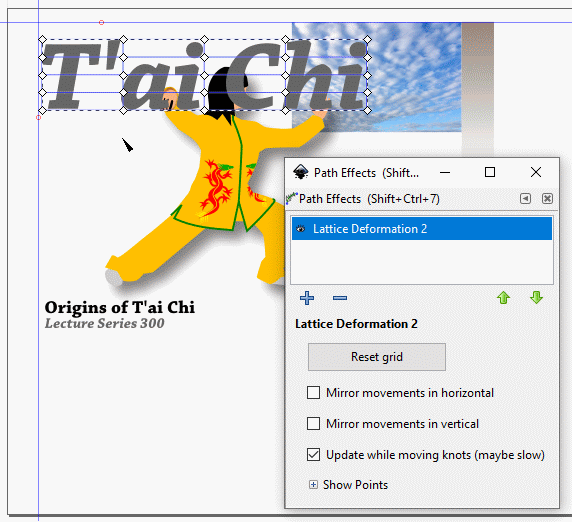 T'ai Chi
Origins of T'ai Chi
Lecture Series 300
Path Effects (Shift...
Path Effects (Shift+Ctrl+7)
Lattice Deformation 2
Lattice Deformation 2
Reset grid
Mirror movements in horizontal
Mirror movements in vertical
Update while moving knots (maybe slow)
Show Points